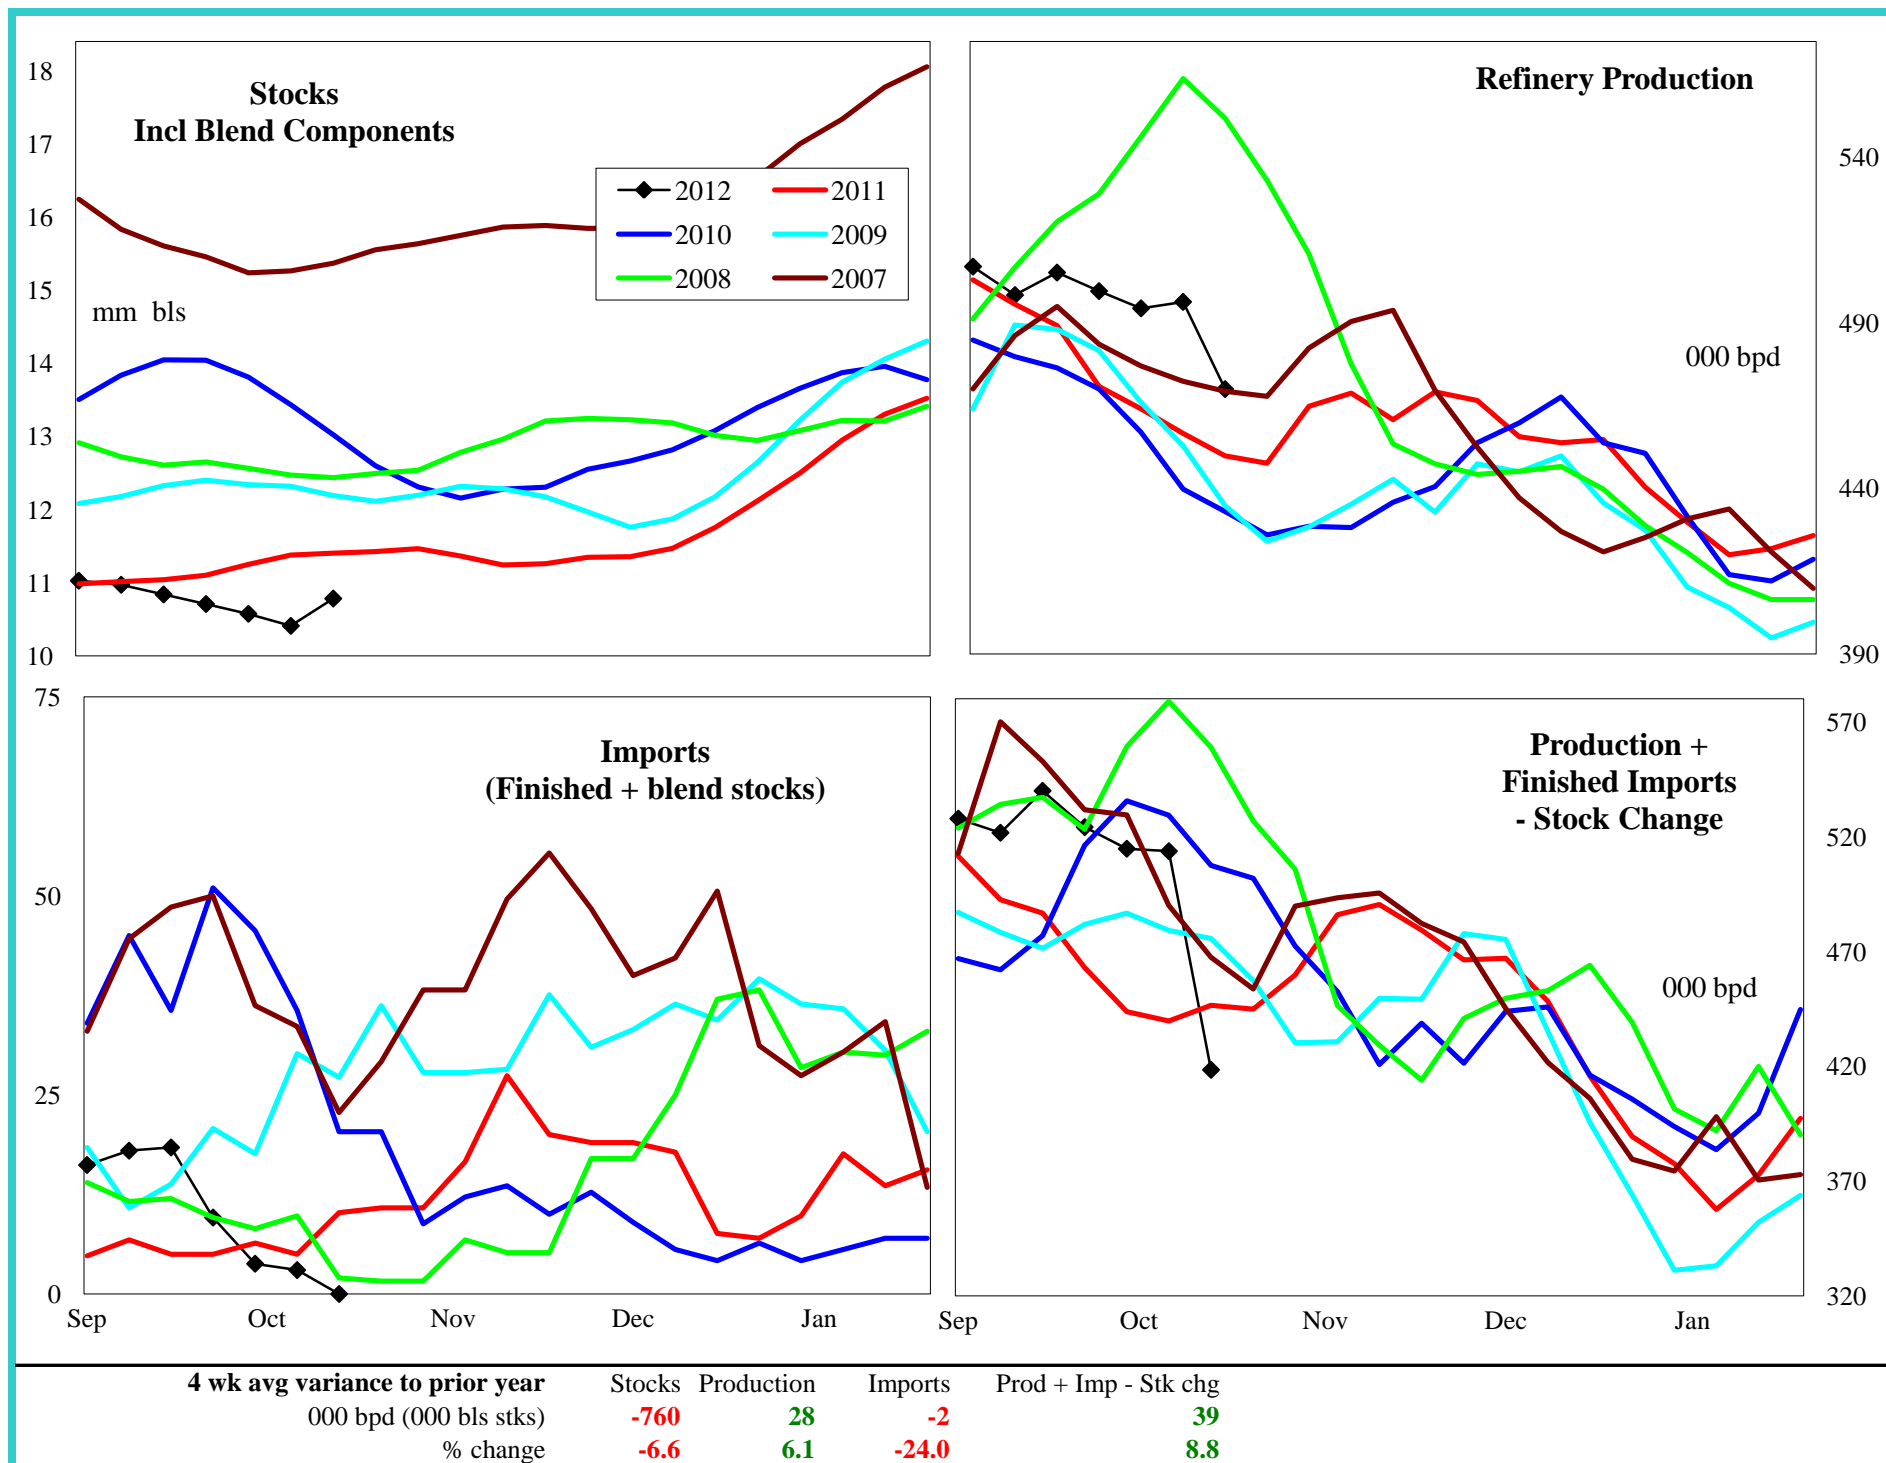 18
17
16
15
14
13
12
11
10
Stocks
Incl Blend Components
mm bls
2012
2011
2010
2009
2008
2007
Refinery Production
000 bpd
540
490
440
390
75
50
25
0
Imports
(Finished + blend stocks)
Sep Oct Nov Dec Jan
Production +
Finished Imports
- Stock Change
000 bpd
570
520
470
420
370
320
Sep Oct Nov Dec Jan
4 wk avg variance to prior year Stocks Production Imports Prod + Imp - Stk chg
000 bpd (000 bls stks) -760 28 -2 39
% change -6.6 6.1 -24.0 8.8